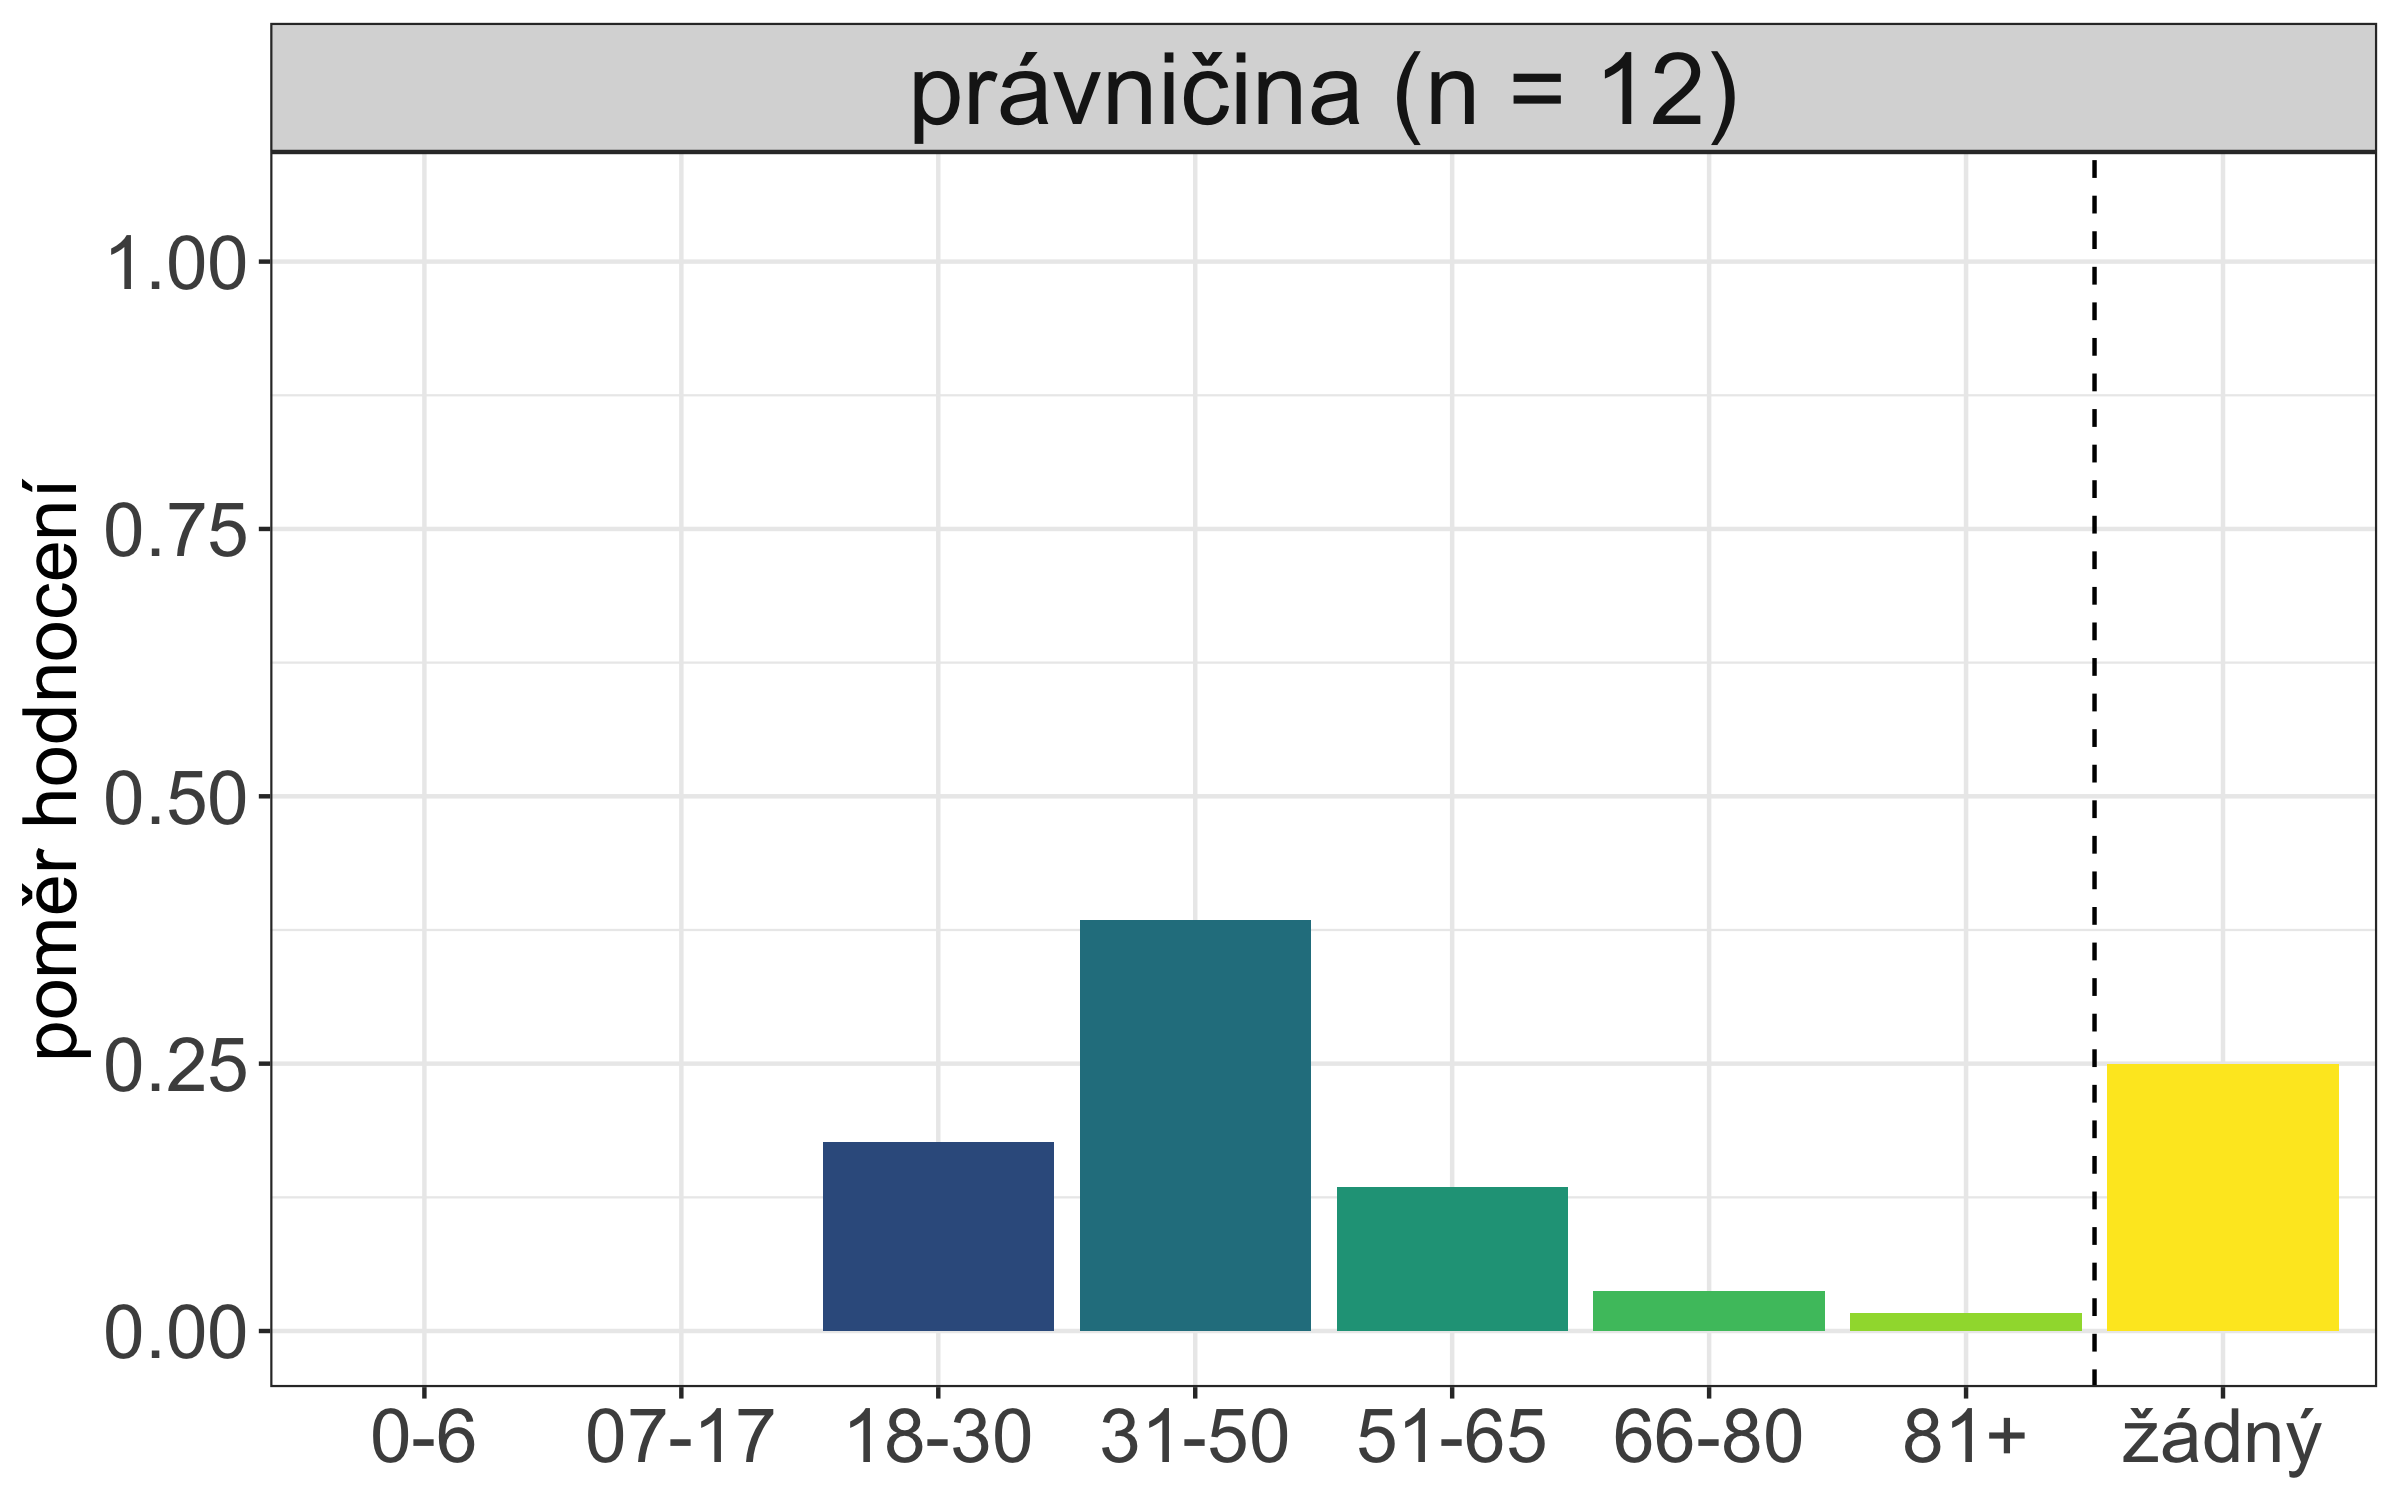 právničina (n = 12)
poměr hodnocení
1.00
0.75
0.50
0.25
0.00
0-6 07-17 18-30 31-50 51-65 66-80 81+ žádný